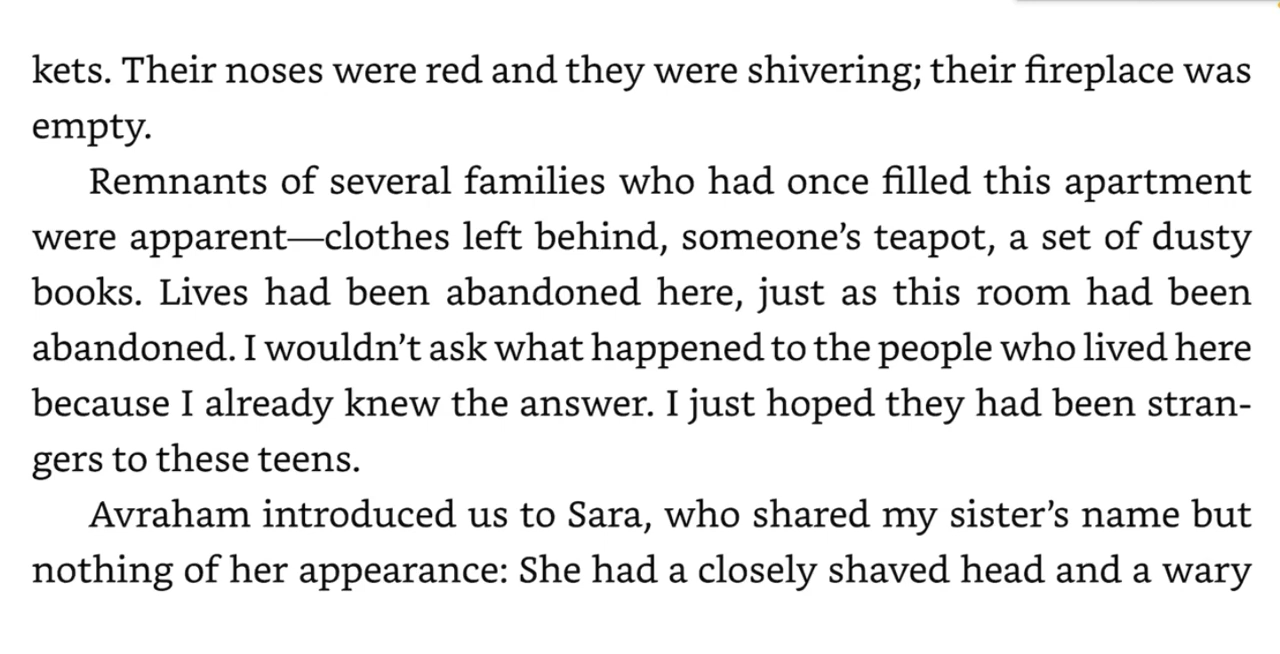 kets. Their noses were red and they were shivering; their fireplace was
empty.
Remnants of several families who had once filled this apartment
were apparent—clothes left behind, someone’s teapot, a set of dusty
books. Lives had been abandoned here, just as this room had been
abandoned. I wouldn’t ask what happened to the people who lived here
because I already knew the answer. I just hoped they had been stran-
gers to these teens.
Avraham introduced us to Sara, who shared my sister’s name but
nothing of her appearance: She had a closely shaved head and a wary